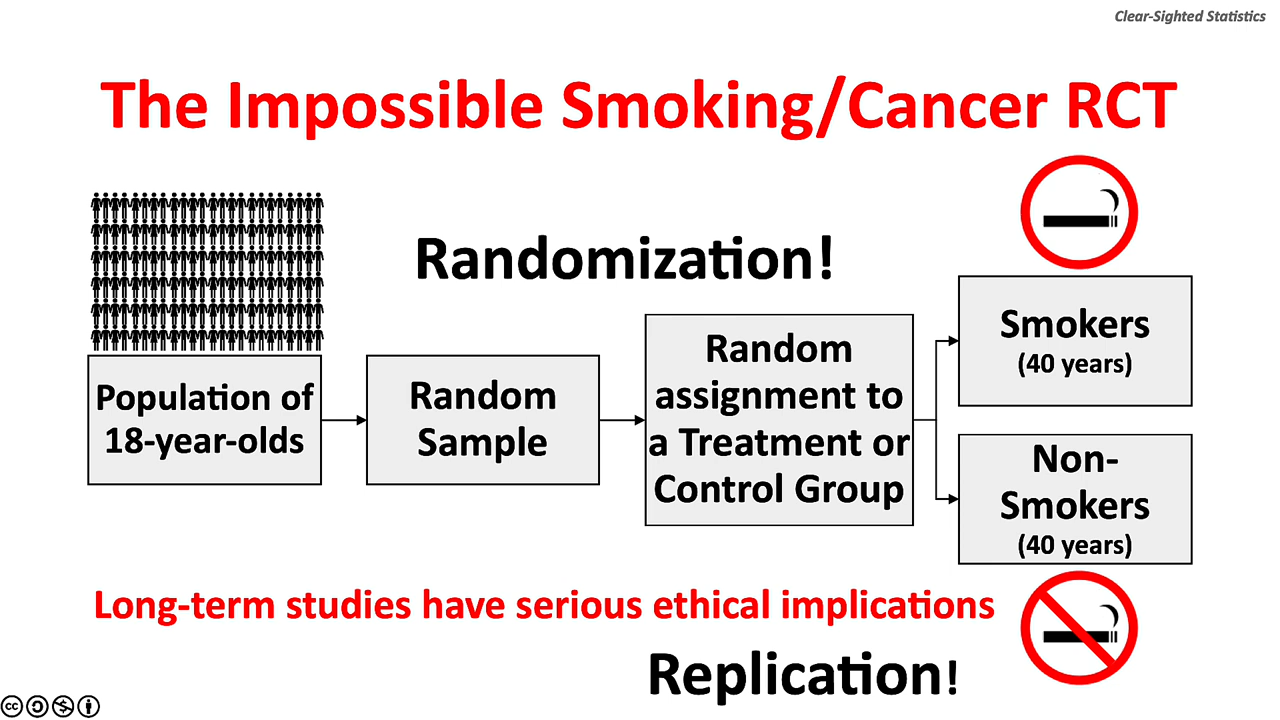 Clear-Sighted Statistics
The Impossible Smoking/Cancer RCT
Randomization!
Population of
18-year-olds
Random
Sample
Random
assignment to
a Treatment or
Control Group
Smokers
(40 years)
Non-
Smokers
(40 years)
Long-term studies have serious ethical implications
Replication!
cc